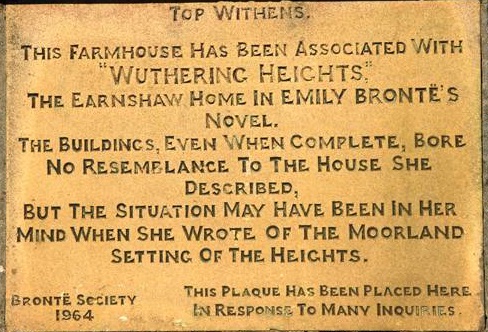 TOP WITHENS.
THIS FARMHOUSE HAS BEEN ASSOCIATED WITH
"WUTHERING HEIGHTS,"
THE EARNSHAW HOME IN EMILY BRONTË'S
NOVEL.
THE BUILDINGS, EVEN WHEN COMPLETE, BORE
NO RESEMBLANCE TO THE HOUSE SHE
DESCRIBED,
BUT THE SITUATION MAY HAVE BEEN IN HER
MIND WHEN SHE WROTE OF THE MOORLAND
SETTING OF THE HEIGHTS.
BRONTË SOCIETY
1964
THIS PLAQUE HAS BEEN PLACED HERE
IN RESPONSE TO MANY INQUIRIES.